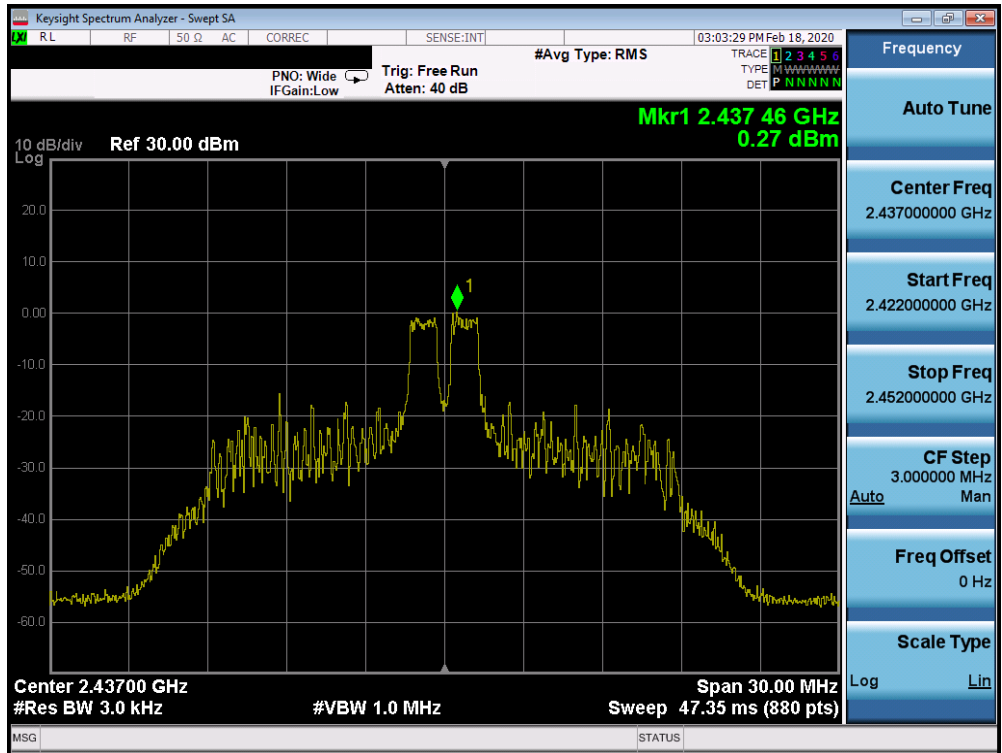 Keysight Spectrum Analyzer - Swept SA
LXI RL RF 50 Ω AC CORREC SENSE:INT 03:03:29 PM Feb 18, 2020
#Avg Type: RMS TRACE 1 2 3 4 5 6
PNO: Wide Trig: Free Run TYPE M W W W W W
IFGain:Low Atten: 40 dB DET P N N N N N
Mkr1 2.437 46 GHz
0.27 dBm
10 dB/div Ref 30.00 dBm
Log
20.0
10.0
1
0.00
-10.0
-20.0
-30.0
-40.0
-50.0
-60.0
Center 2.43700 GHz Span 30.00 MHz
#Res BW 3.0 kHz #VBW 1.0 MHz Sweep 47.35 ms (880 pts)
MSG STATUS
Frequency
Auto Tune
Center Freq
2.437000000 GHz
Start Freq
2.422000000 GHz
Stop Freq
2.452000000 GHz
CF Step
3.000000 MHz
Auto Man
Freq Offset
0 Hz
Scale Type
Log Lin